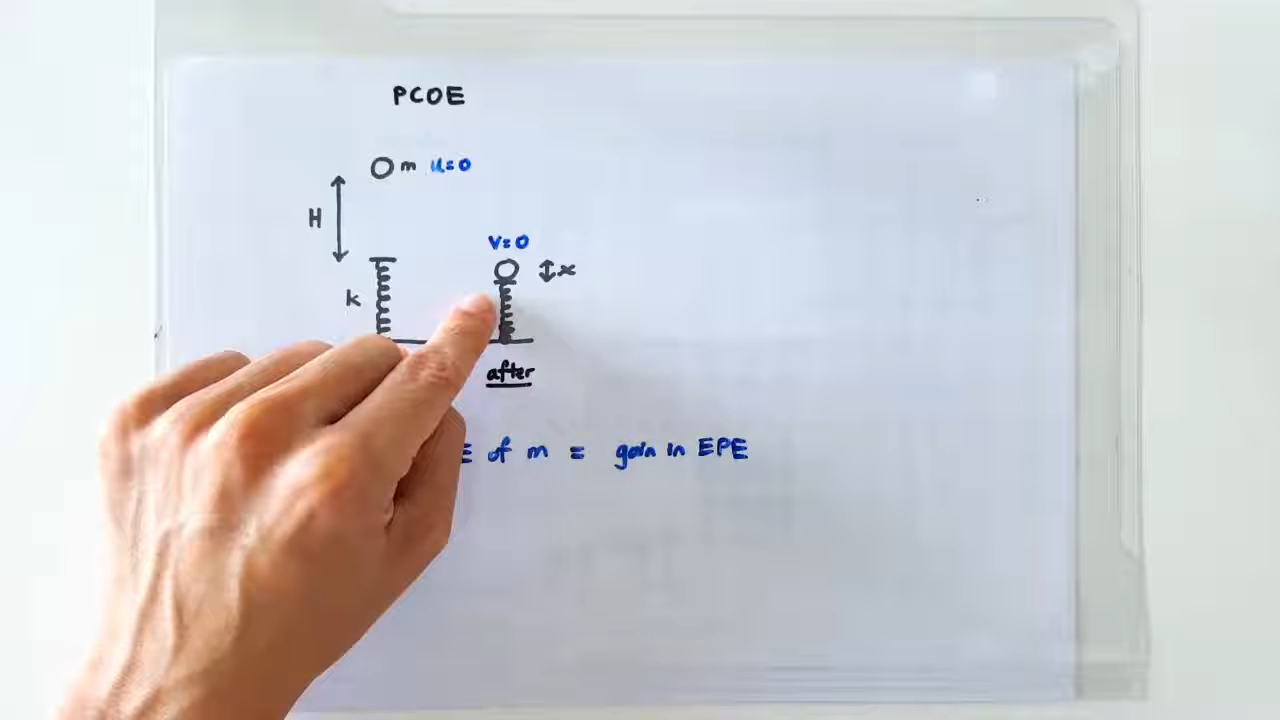 PCOE
m u=0
H
v=0
x
k
after
E of m = gain in EPE